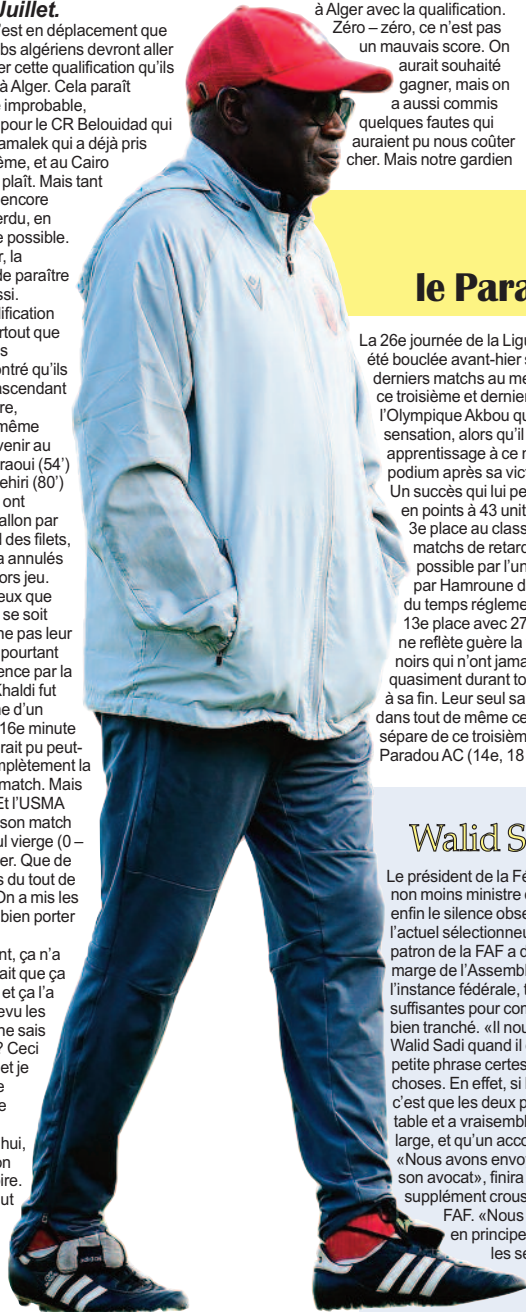 Juillet.
'est en déplacement que
bs algériens devront aller
er cette qualification qu'ils
à Alger. Cela paraît
e improbable,
pour le CR Belouidad qui
amalek qui a déjà pris
ême, et au Cairo
plaît. Mais tant
encore
erdu, en
e possible.
r, la
de paraître
ssi.
lification
rtout que
s
ontré qu'ils
ascendant
re,
même
venir au
raoui (54')
ehiri (80')
ont
allon par
l des filets,
a annulés
ors jeu.
eux que
se soit
ne pas leur
pourtant
ence par la
Khaldi fut
ne d'un
16e minute
rait pu peut-
mplètement la
match. Mais
Et l'USMA
son match
ul vierge (0 –
er. Que de
s du tout de
On a mis les
bien porter
nt, ça n'a
ait que ça
et ça l'a
evu les
ne sais
? Ceci
et je
e
e
hui,
on
ire.
ut
à Alger avec la qualification.
Zéro – zéro, ce n'est pas
un mauvais score. On
aurait souhaité
gagner, mais on
a aussi commis
quelques fautes qui
auraient pu nous coûter
cher. Mais notre gardien
le Para
La 26e journée de la Ligu
été bouclée avant-hier s
derniers matchs au me
ce troisième et dernier
l'Olympique Akbou qu
sensation, alors qu'il
apprentissage à ce n
podium après sa vict
Un succès qui lui pe
en points à 43 unit
3e place au class
matchs de retard
possible par l'un
par Hamroune d
du temps régleme
13e place avec 27
ne reflète guère la
noirs qui n'ont jama
quasiment durant to
à sa fin. Leur seul sa
dans tout de même ce
sépare de ce troisièm
Paradou AC (14e, 18
Walid S
Le président de la Fé
non moins ministre
enfin le silence obse
l'actuel sélectionneu
patron de la FAF a d
marge de l'Assembl
l'instance fédérale, t
suffisantes pour con
bien tranché. «Il nou
Walid Sadi quand il
petite phrase certes
choses. En effet, si l
c'est que les deux p
table et a vraisembl
large, et qu'un acco
«Nous avons envo
son avocat», finira
supplément crous
FAF. «Nous
en principe
les se
adidas